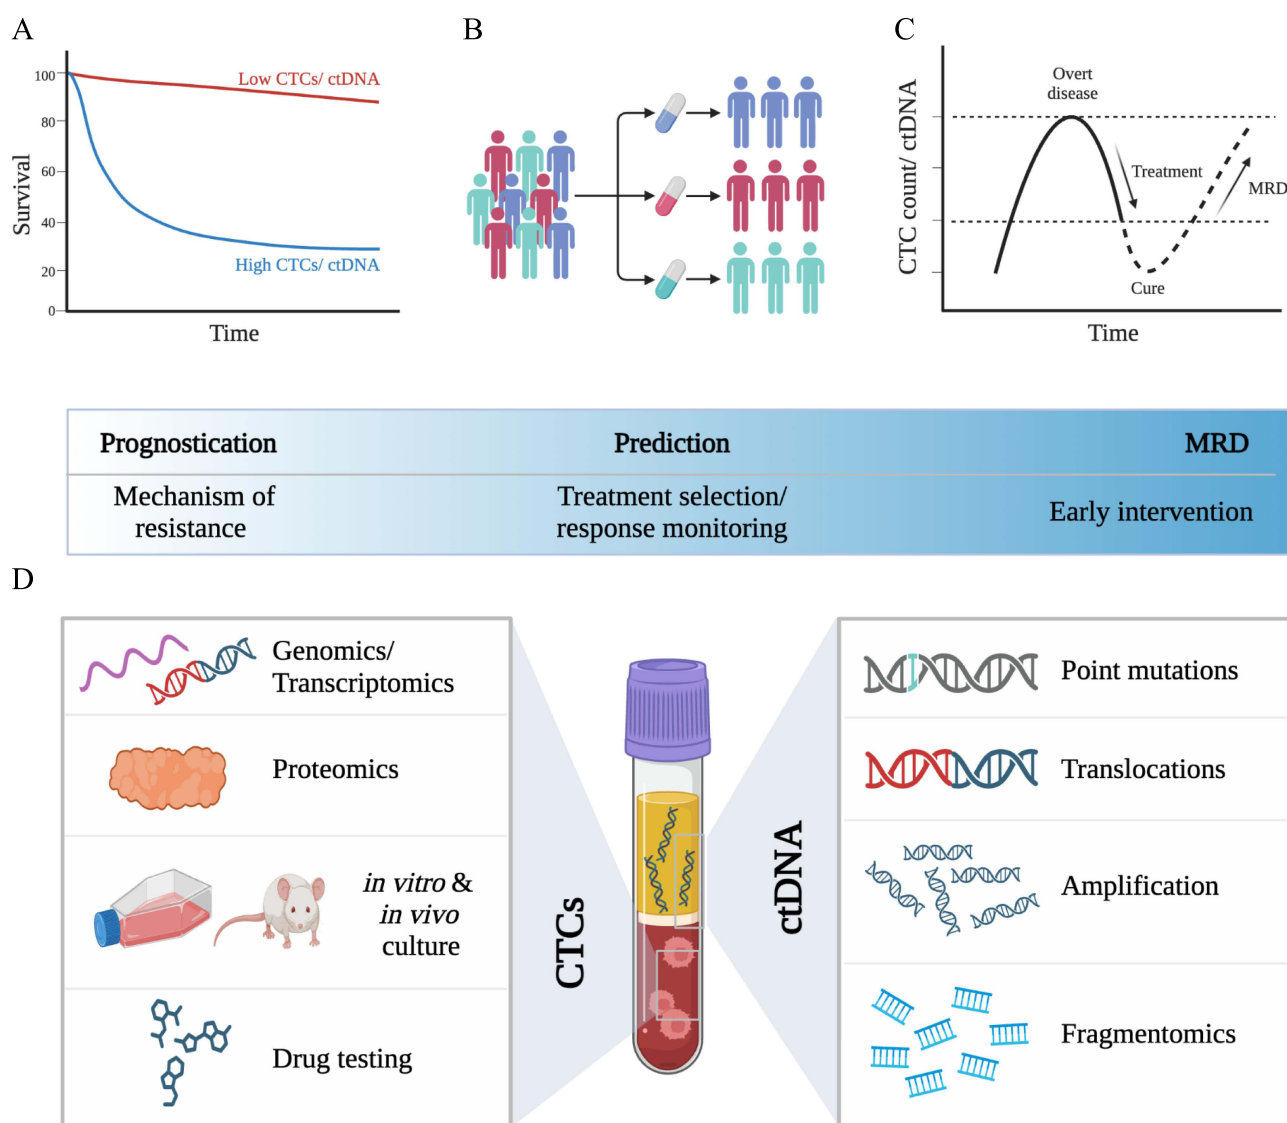 A
B
C
100
80
60
40
20
0
Survival
Low CTCs/ ctDNA
High CTCs/ ctDNA
Time
CTC count/ ctDNA
Overt
disease
Treatment
MRD
Cure
Time
Prognostication
Prediction
MRD
Mechanism of
resistance
Treatment selection/
response monitoring
Early intervention
D
Genomics/
Transcriptomics
Proteomics
in vitro &
in vivo
culture
Drug testing
CTCs
ctDNA
Point mutations
Translocations
Amplification
Fragmentomics